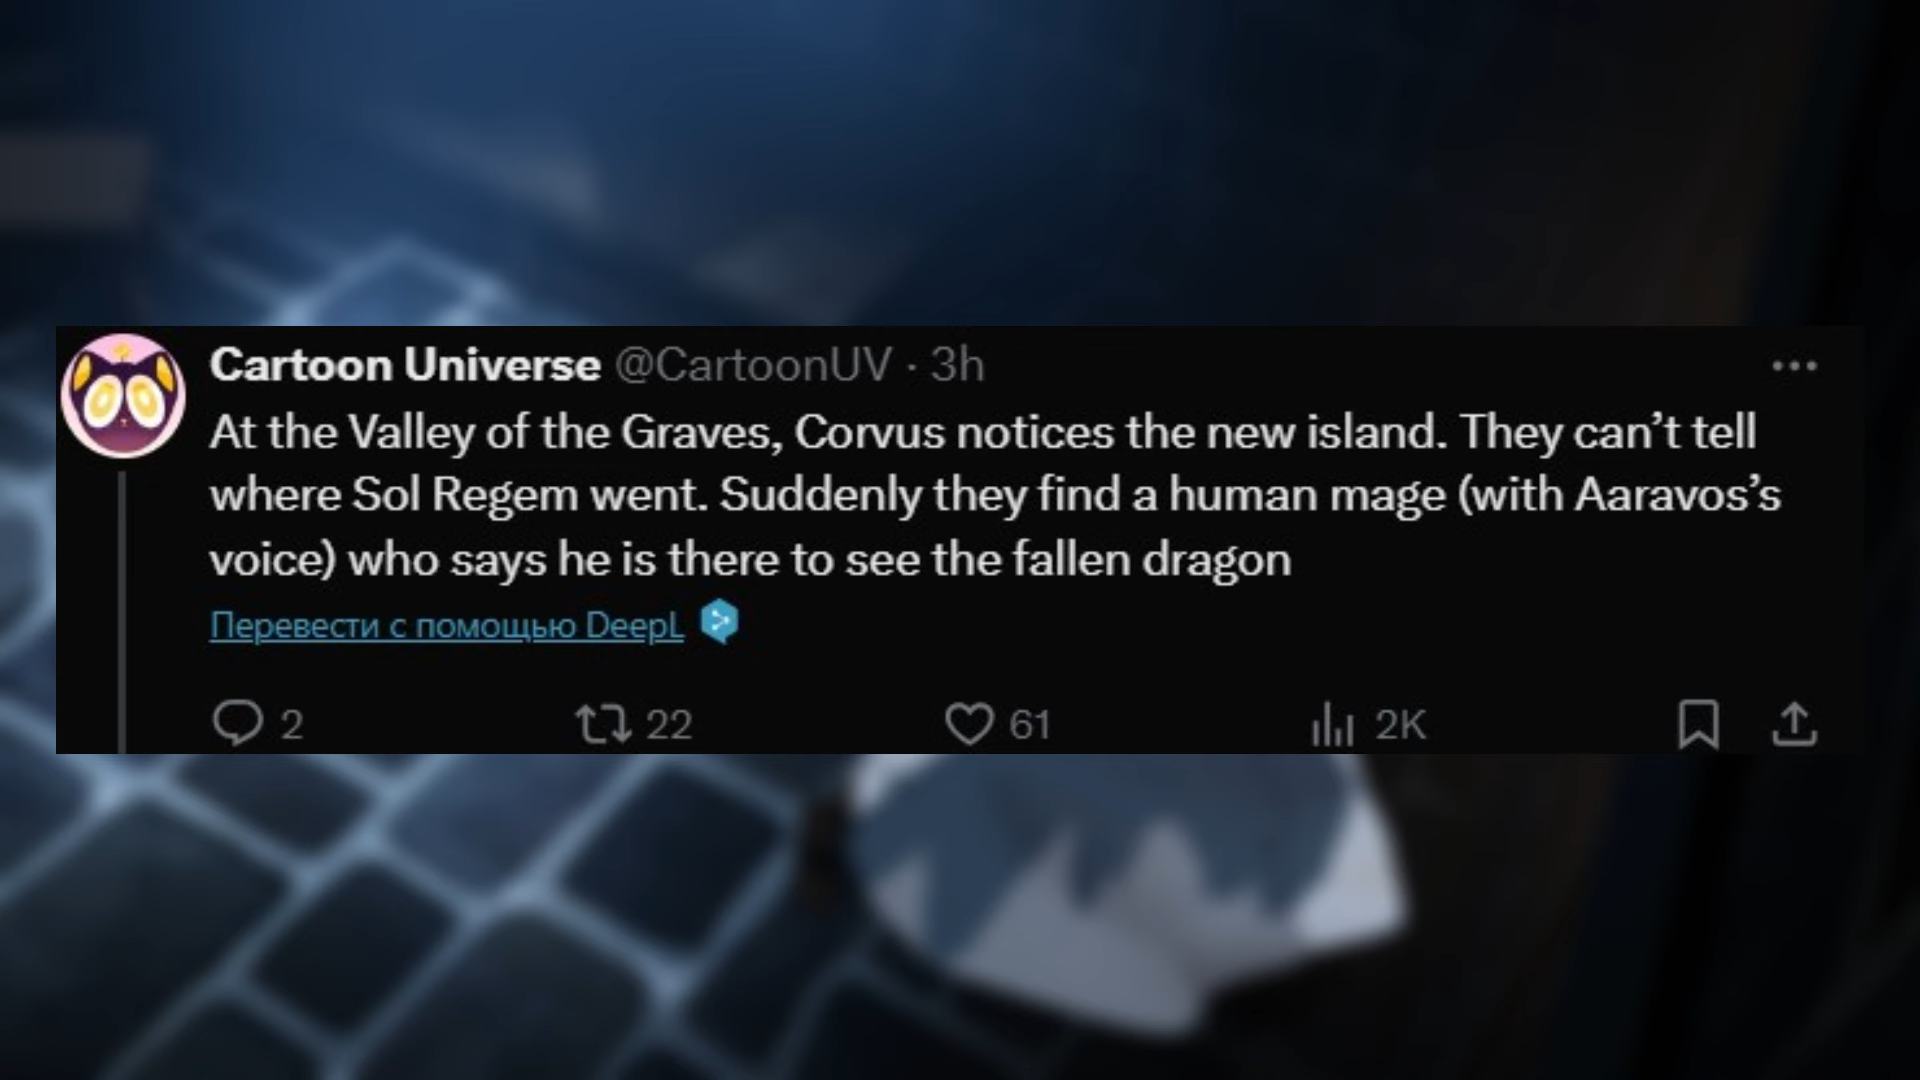 Cartoon Universe @CartoonUV · 3h
At the Valley of the Graves, Corvus notices the new island. They can’t tell
where Sol Regem went. Suddenly they find a human mage (with Aaravos’s
voice) who says he is there to see the fallen dragon
Перевести с помощью DeepL
2 22 61 2K